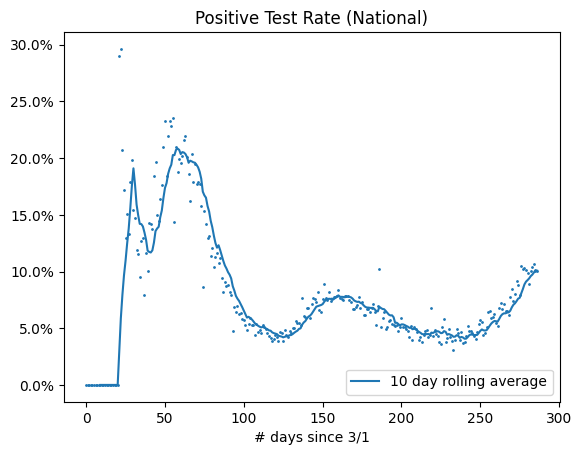 Positive Test Rate (National)
30.0%
25.0%
20.0%
15.0%
10.0%
5.0%
0.0%
10 day rolling average
0 50 100 150 200 250 300
# days since 3/1